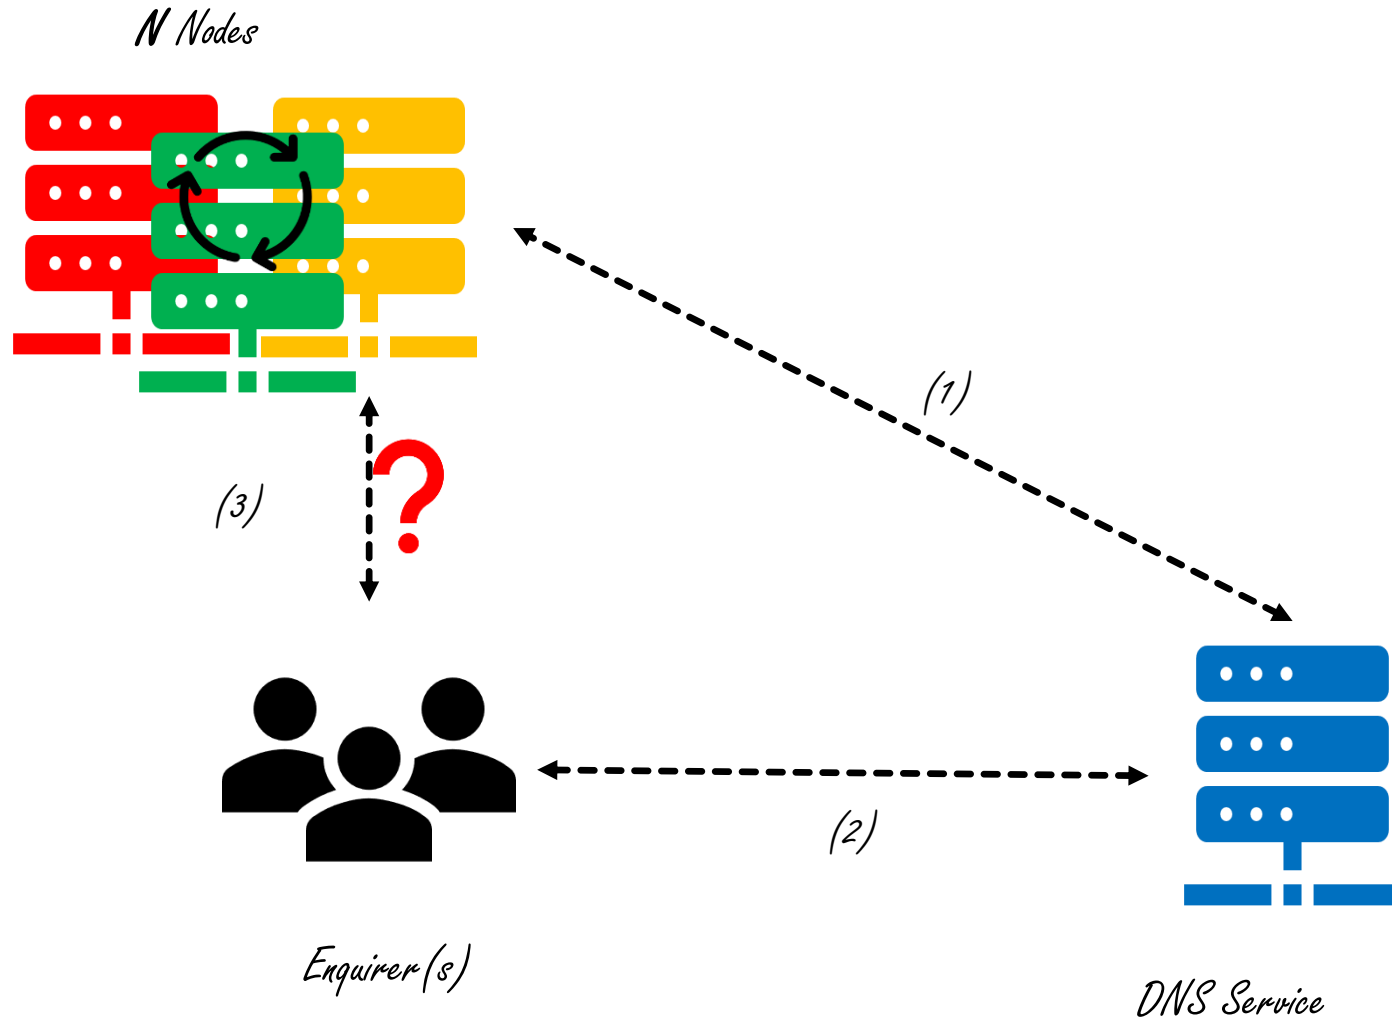 N Nodes
(1)
(3)
?
(2)
Enquirer(s)
DNS Service